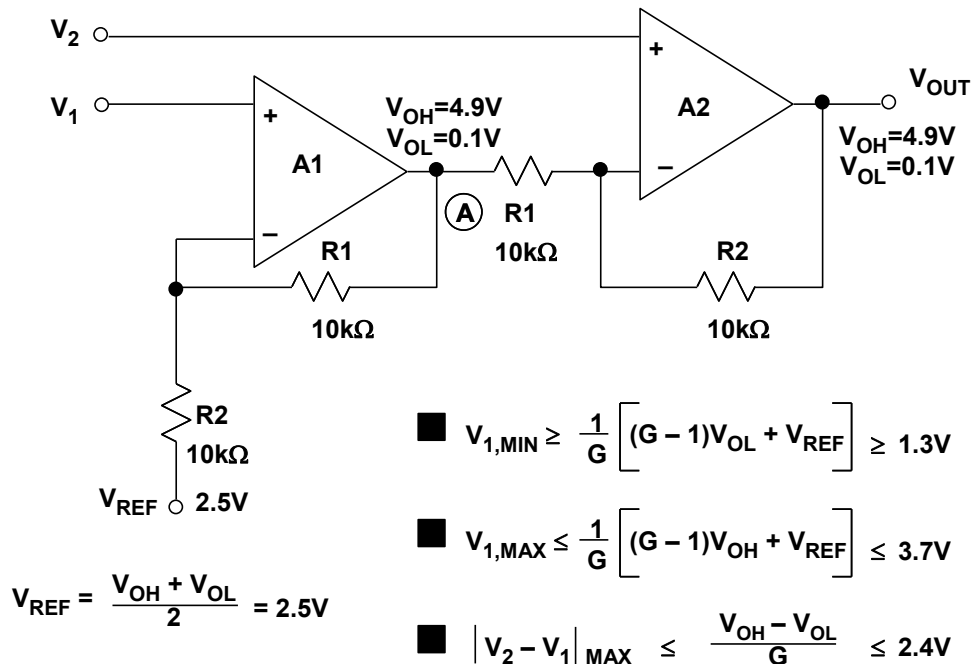 V2
V1
+
A1
−
VOH=4.9V
VOL=0.1V
A
R1
10kΩ
R1
10kΩ
+
A2
−
VOUT
VOH=4.9V
VOL=0.1V
R2
10kΩ
R2
10kΩ
VREF 2.5V
VREF = (VOH + VOL) / 2 = 2.5V
■ V1,MIN ≥ 1/G [(G – 1)VOL + VREF] ≥ 1.3V
■ V1,MAX ≤ 1/G [(G – 1)VOH + VREF] ≤ 3.7V
■ |V2 – V1| MAX ≤ (VOH – VOL) / G ≤ 2.4V